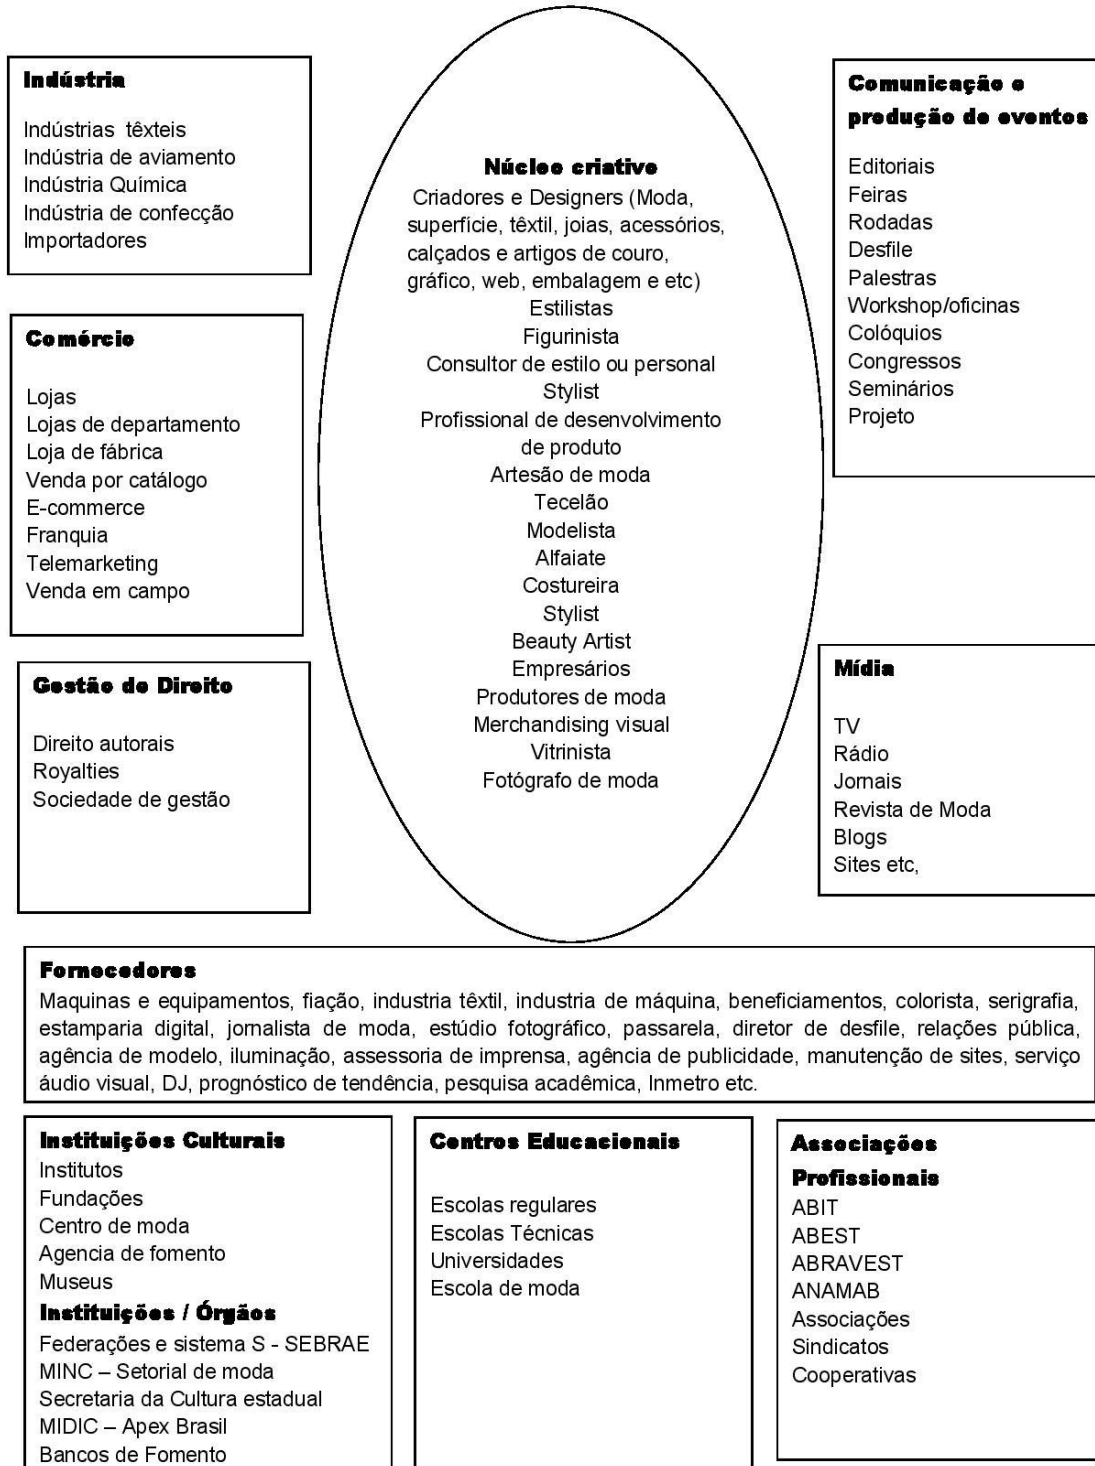 Indústria
Indústrias têxteis
Indústria de aviamento
Indústria Química
Indústria de confecção
Importadores
Comércio
Lojas
Lojas de departamento
Loja de fábrica
Venda por catálogo
E-commerce
Franquia
Telemarketing
Venda em campo
Gestão de Direito
Direito autorais
Royalties
Sociedade de gestão
Núcleo criativo
Criadores e Designers (Moda,
superfície, têxtil, joias, acessórios,
calçados e artigos de couro,
gráfico, web, embalagem e etc)
Estilistas
Figurinista
Consultor de estilo ou personal
Stylist
Profissional de desenvolvimento
de produto
Artesão de moda
Tecelão
Modelista
Alfaiate
Costureira
Stylist
Beauty Artist
Empresários
Produtores de moda
Merchandising visual
Vitrinista
Fotógrafo de moda
Comunicação e
produção de eventos
Editoriais
Feiras
Rodadas
Desfile
Palestras
Workshop/oficinas
Colóquios
Congressos
Seminários
Projeto
Mídia
TV
Rádio
Jornais
Revista de Moda
Blogs
Sites etc,
Fornecedores
Maquinas e equipamentos, fiação, industria têxtil, industria de máquina, beneficiamentos, colorista, serigrafia,
estamparia digital, jornalista de moda, estúdio fotográfico, passarela, diretor de desfile, relações pública,
agência de modelo, iluminação, assessoria de imprensa, agência de publicidade, manutenção de sites, serviço
áudio visual, DJ, prognóstico de tendência, pesquisa acadêmica, Inmetro etc.
Instituições Culturais
Institutos
Fundações
Centro de moda
Agencia de fomento
Museus
Instituições / Órgãos
Federações e sistema S - SEBRAE
MINC – Setorial de moda
Secretaria da Cultura estadual
MIDIC – Apex Brasil
Bancos de Fomento
Centros Educacionais
Escolas regulares
Escolas Técnicas
Universidades
Escola de moda
Associações
Profissionais
ABIT
ABEST
ABRAVEST
ANAMAB
Associações
Sindicatos
Cooperativas